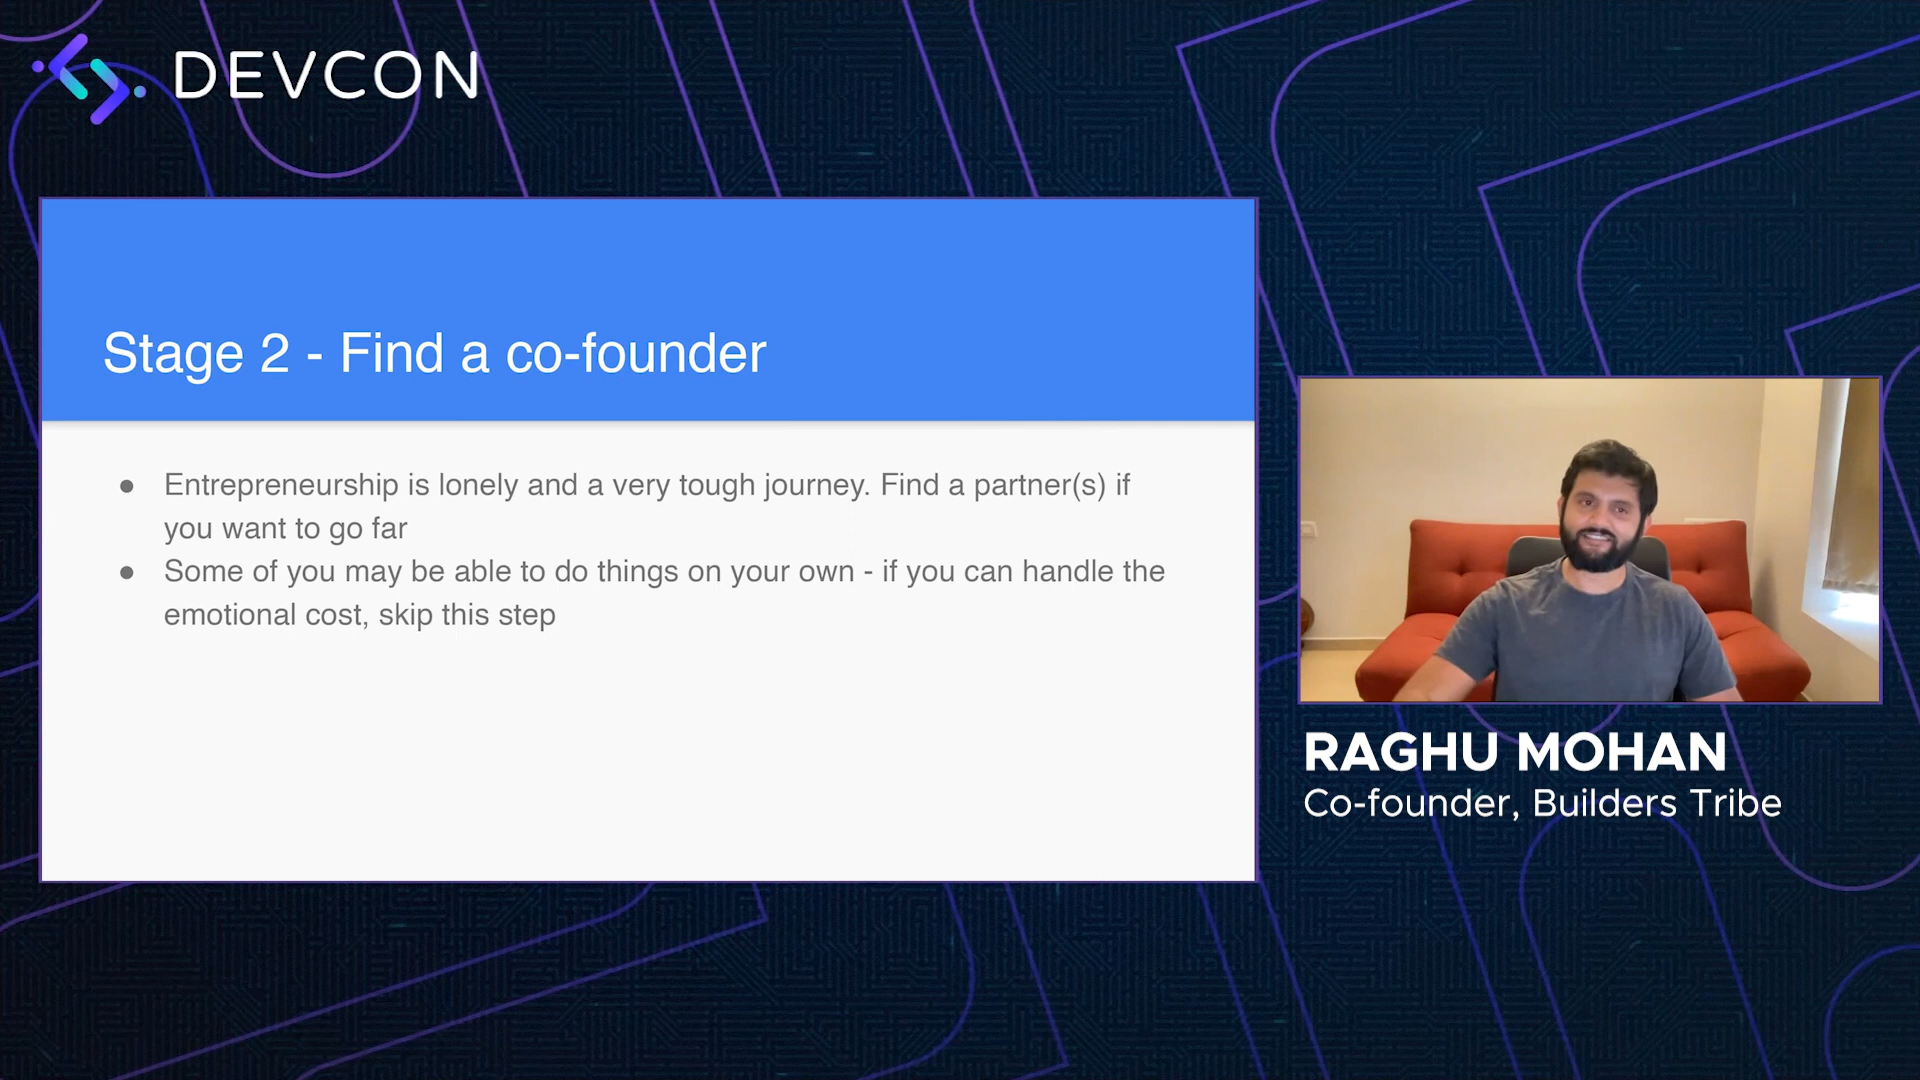 DEVCON
Stage 2 - Find a co-founder
● Entrepreneurship is lonely and a very tough journey. Find a partner(s) if
you want to go far
● Some of you may be able to do things on your own - if you can handle the
emotional cost, skip this step
RAGHU MOHAN
Co-founder, Builders Tribe